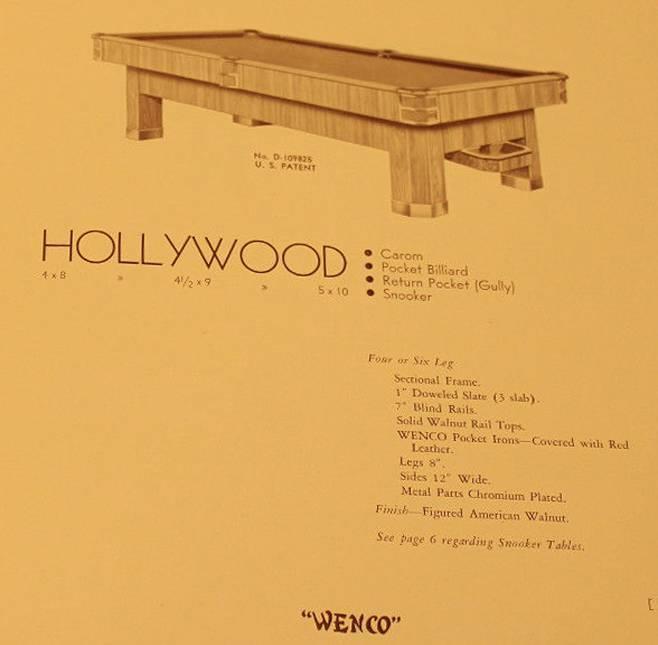 No. D-109825
U. S. PATENT
HOLLYWOOD
4 x 8 » 4½ x 9 » 5 x 10
• Carom
• Pocket Billiard
• Return Pocket (Gully)
• Snooker
Four or Six Leg
Sectional Frame.
1" Doweled Slate (3 slab).
7" Blind Rails.
Solid Walnut Rail Tops.
WENCO Pocket Irons—Covered with Red
Leather.
Legs 8".
Sides 12" Wide.
Metal Parts Chromium Plated.
Finish—Figured American Walnut.
See page 6 regarding Snooker Tables.
[
"WENCO"